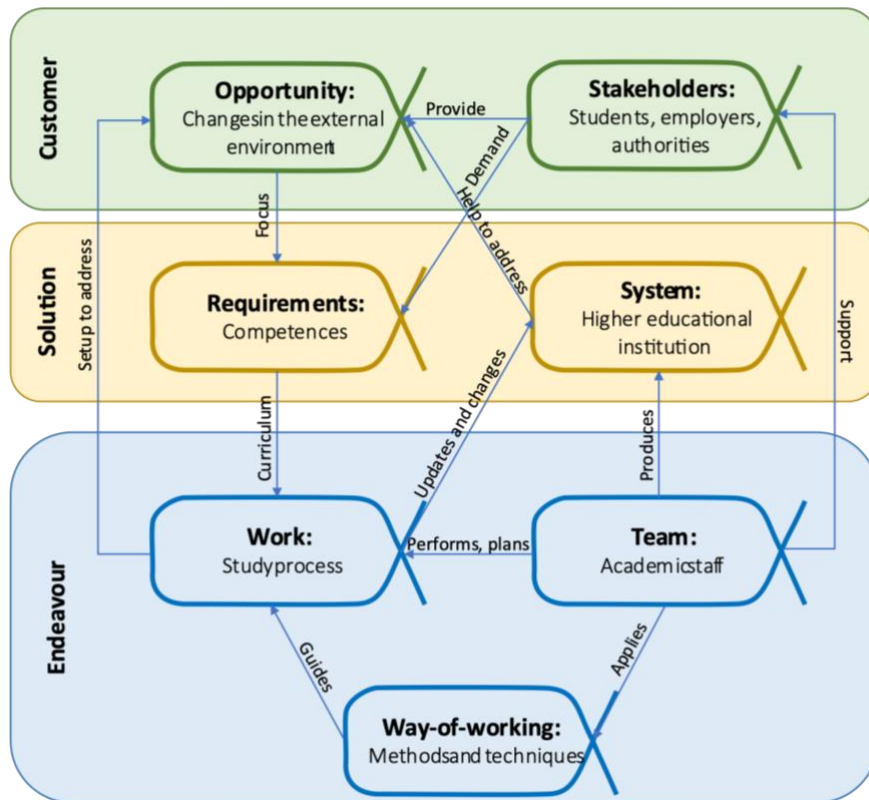 Customer
Opportunity:
Changesin the external
environment
Provide
Stakeholders:
Students, employers,
authorities
Demand
Help to address
Focus
Setup to address
Solution
Requirements:
Competences
System:
Higher educational
institution
Support
Curriculum
Updates and changes
Produces
Endeavour
Work:
Studyprocess
Performs, plans
Team:
Academicstaff
Guides
Applies
Way-of-working:
Methodsand techniques